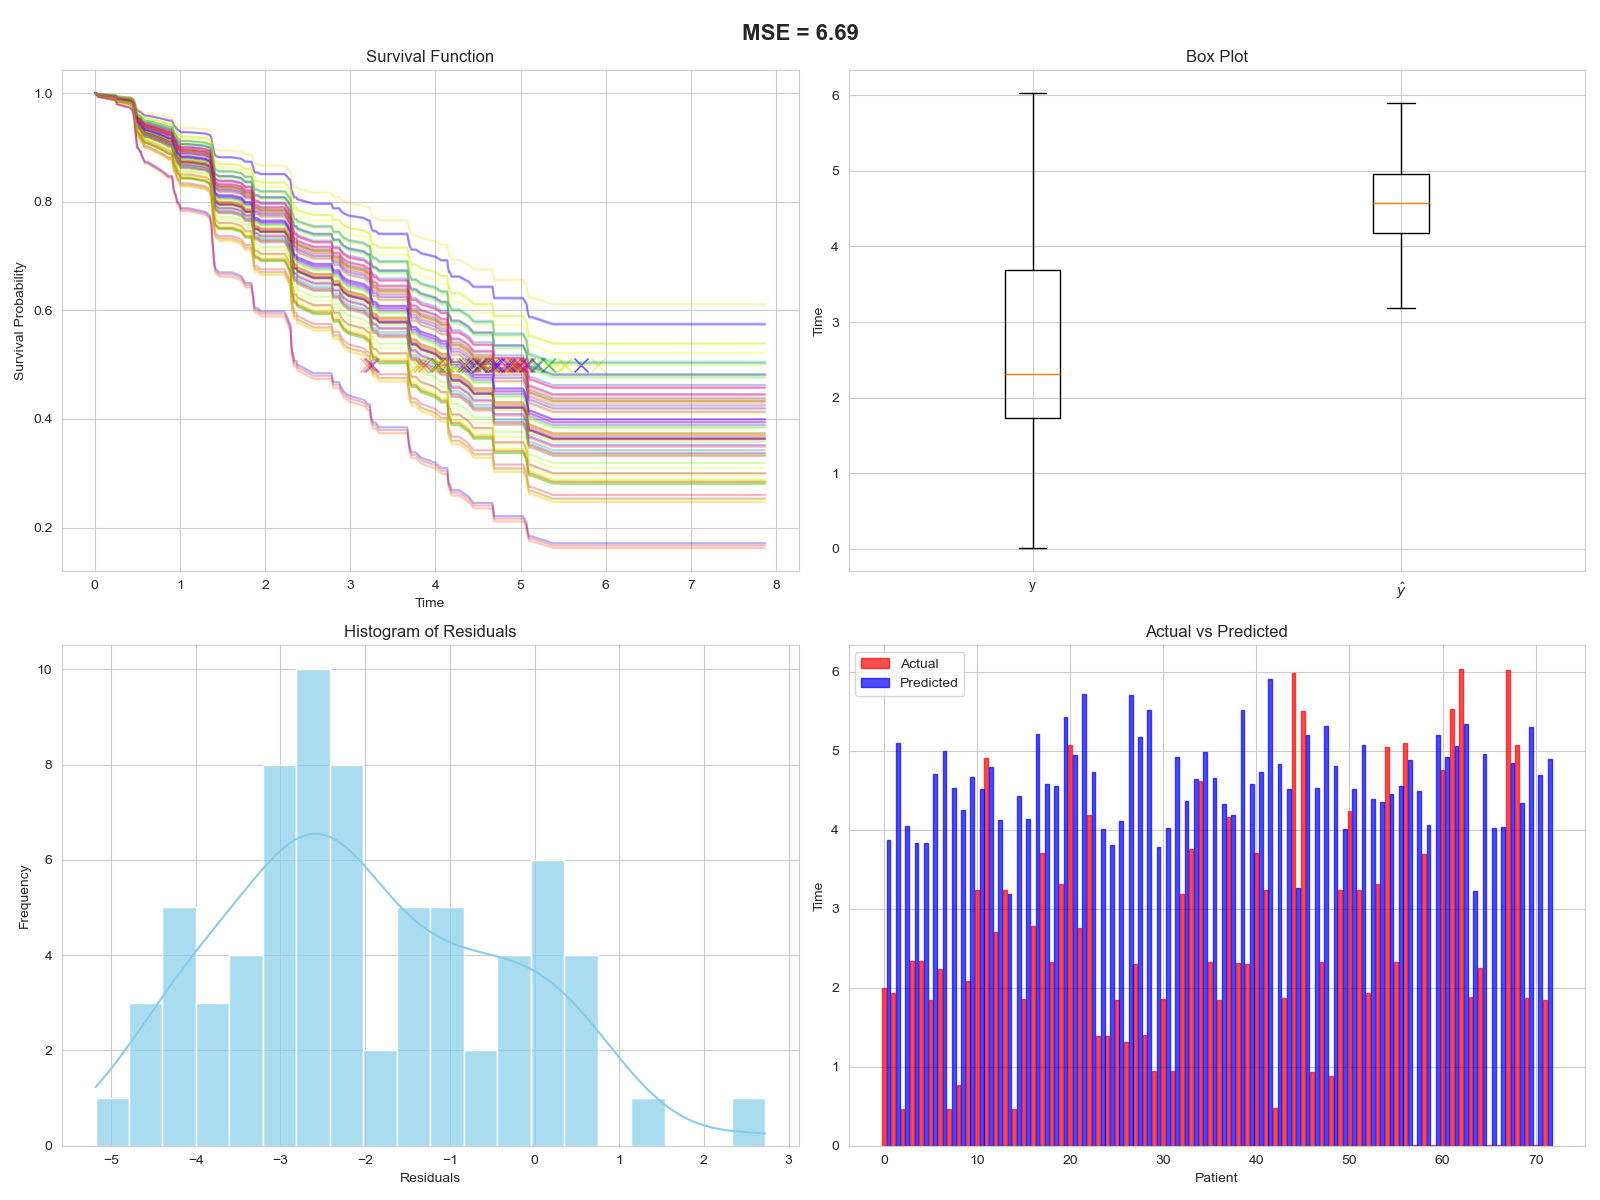 MSE = 6.69
Survival Function
Survival Probability
1.0
0.8
0.6
0.4
0.2
0 1 2 3 4 5 6 7 8
Time
Box Plot
Time
6
5
4
3
2
1
0
y ŷ
Histogram of Residuals
Frequency
10
8
6
4
2
0
−5 −4 −3 −2 −1 0 1 2 3
Residuals
Actual vs Predicted
Actual
Predicted
Time
6
5
4
3
2
1
0
0 10 20 30 40 50 60 70
Patient